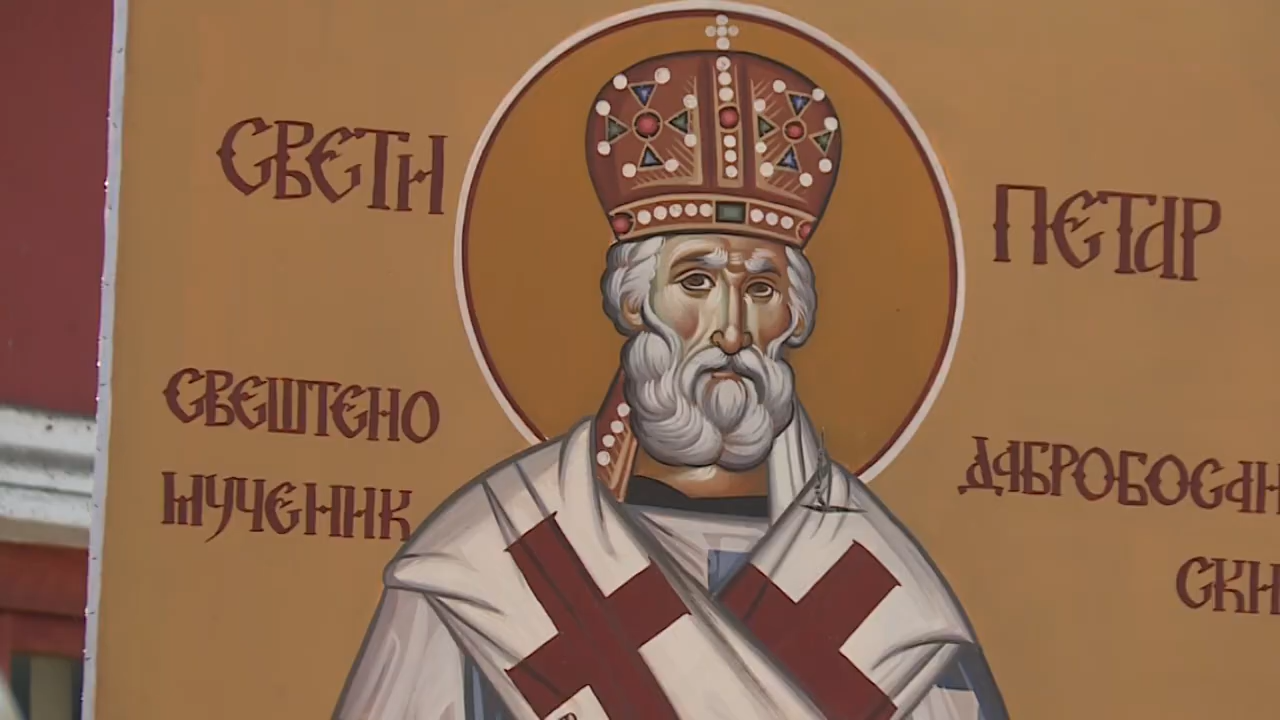 СВЕТИ
ПЕТАР
СВЕШТЕНО
МУЧЕНИК
ДАБРОБОСАН
СКИ